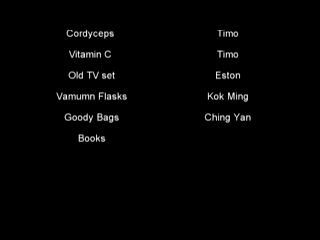 Cordyceps Timo
Vitamin C Timo
Old TV set Eston
Vamumn Flasks Kok Ming
Goody Bags Ching Yan
Books